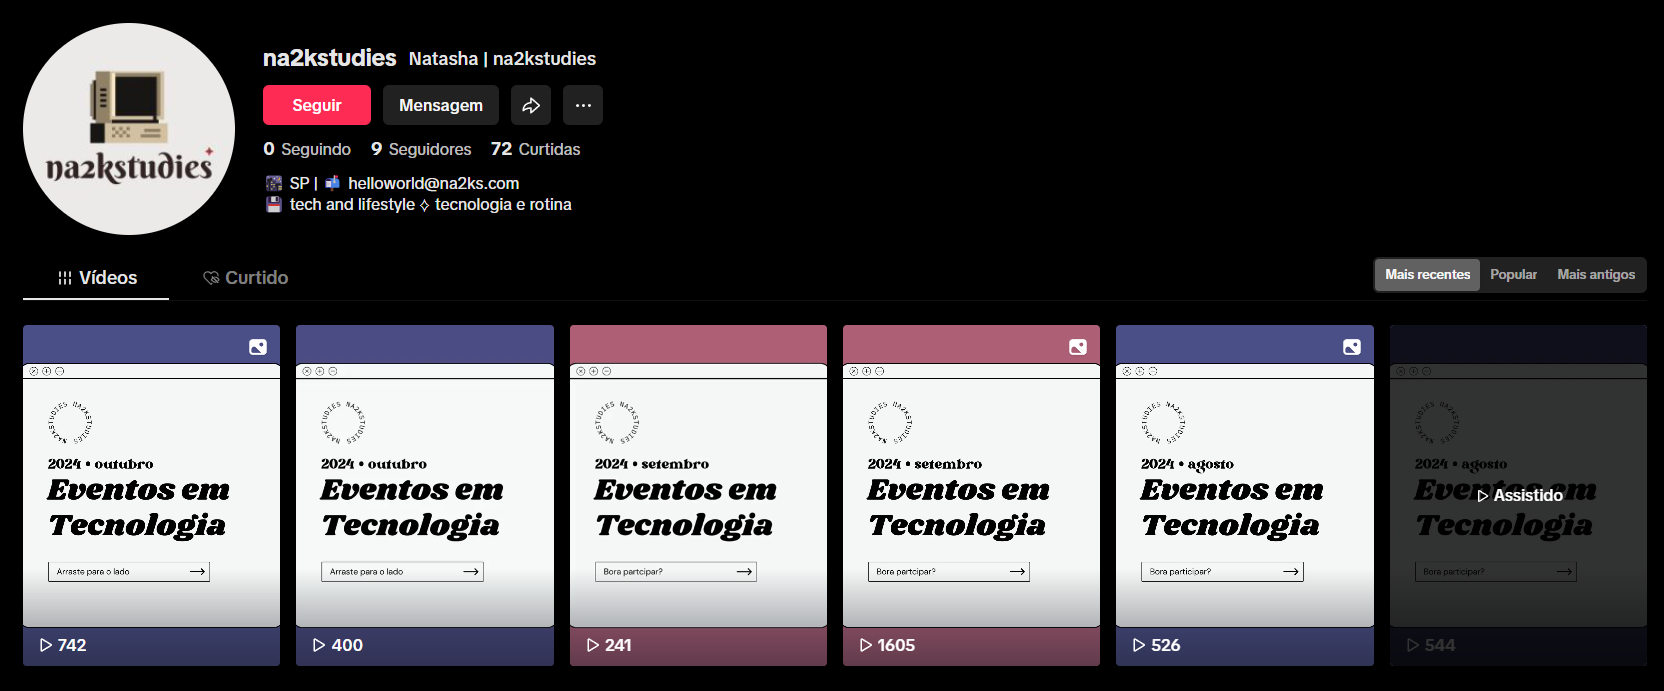 na2kstudies
na2kstudies Natasha | na2kstudies
Seguir Mensagem
0 Seguindo 9 Seguidores 72 Curtidas
SP | helloworld@na2ks.com
tech and lifestyle ✧ tecnologia e rotina
Vídeos Curtido
Mais recentes Popular Mais antigos
NA2KSTUDIES NA2KSTUDIES
2024 • outubro
Eventos em
Tecnologia
Arraste para o lado
742
NA2KSTUDIES NA2KSTUDIES
2024 • outubro
Eventos em
Tecnologia
Arraste para o lado
400
NA2KSTUDIES NA2KSTUDIES
2024 • setembro
Eventos em
Tecnologia
Bora partcipar?
241
NA2KSTUDIES NA2KSTUDIES
2024 • setembro
Eventos em
Tecnologia
Bora partcipar?
1605
NA2KSTUDIES NA2KSTUDIES
2024 • agosto
Eventos em
Tecnologia
Bora participar?
526
NA2KSTUDIES NA2KSTUDIES
2024 • agosto
Eventos em
Assistido
Tecnologia
Bora participar?
544